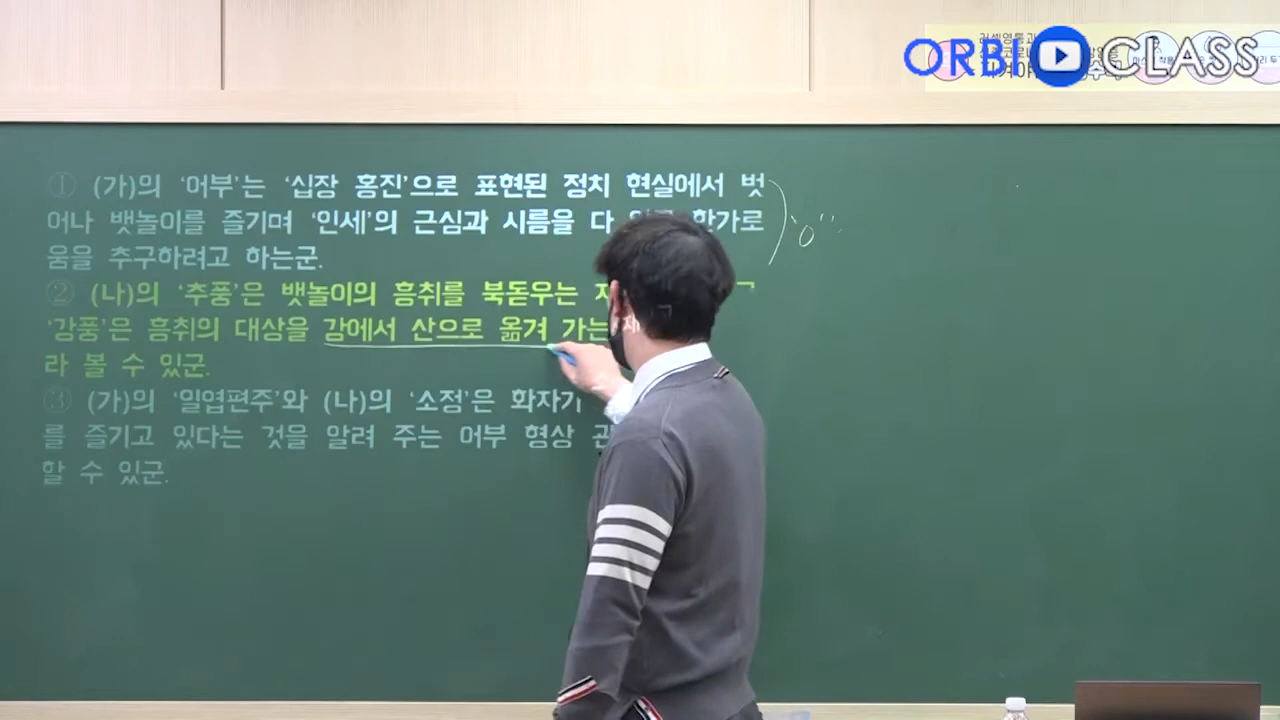 ORBI CLASS
① (가)의 '어부'는 '십장 홍진'으로 표현된 정치 현실에서 벗
어나 뱃놀이를 즐기며 '인세'의 근심과 시름을 다 한가로
움을 추구하려고 하는군.
② (나)의 '추풍'은 뱃놀이의 흥취를 북돋우는
'강풍'은 흥취의 대상을 강에서 산으로 옮겨 가는
라 볼 수 있군.
③ (가)의 '일엽편주'와 (나)의 '소정'은 화자가
를 즐기고 있다는 것을 알려 주는 어부 형상
할 수 있군.